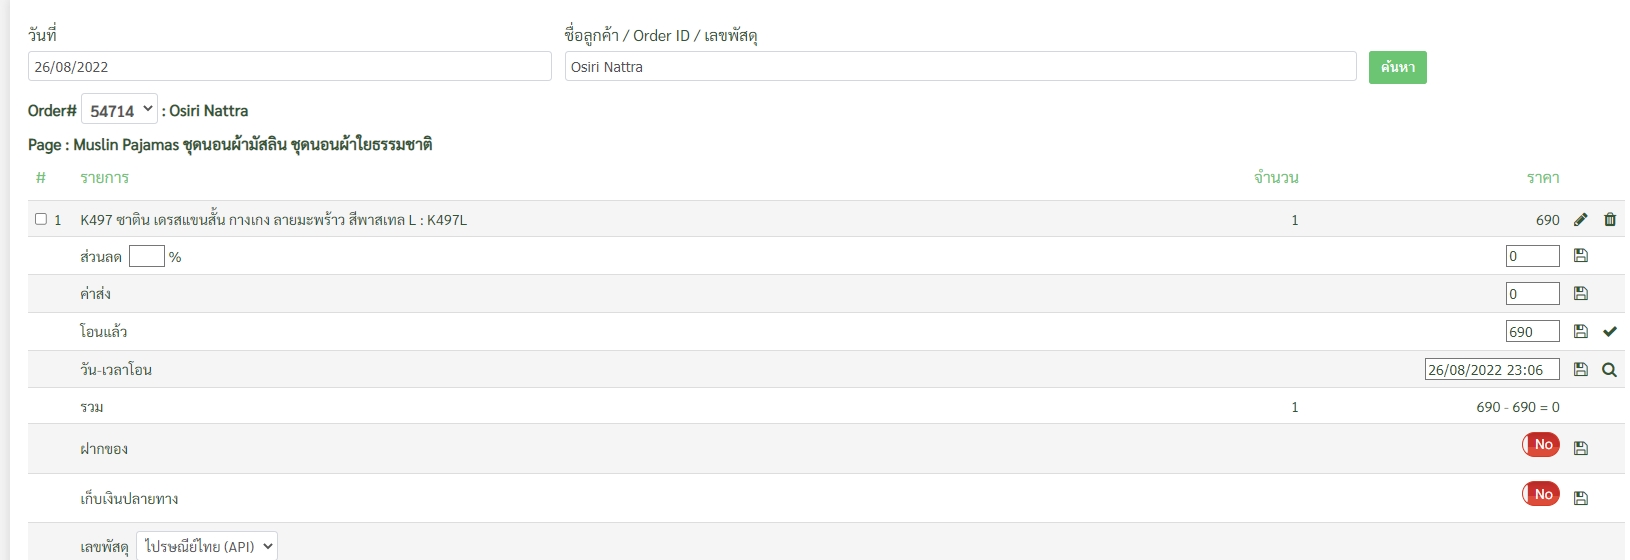 วันที่ ชื่อลูกค้า / Order ID / เลขพัสดุ
26/08/2022 Osiri Nattra ค้นหา
Order# 54714 : Osiri Nattra
Page : Muslin Pajamas ชุดนอนผ้ามัสลิน ชุดนอนผ้าใยธรรมชาติ
# รายการ จำนวน ราคา
1 K497 ซาติน เดรสแขนสั้น กางเกง ลายมะพร้าว สีพาสเทล L : K497L 1 690
ส่วนลด % 0
ค่าส่ง 0
โอนแล้ว 690
วัน-เวลาโอน 26/08/2022 23:06
รวม 1 690 - 690 = 0
ฝากของ No
เก็บเงินปลายทาง No
เลขพัสดุ ไปรษณีย์ไทย (API)